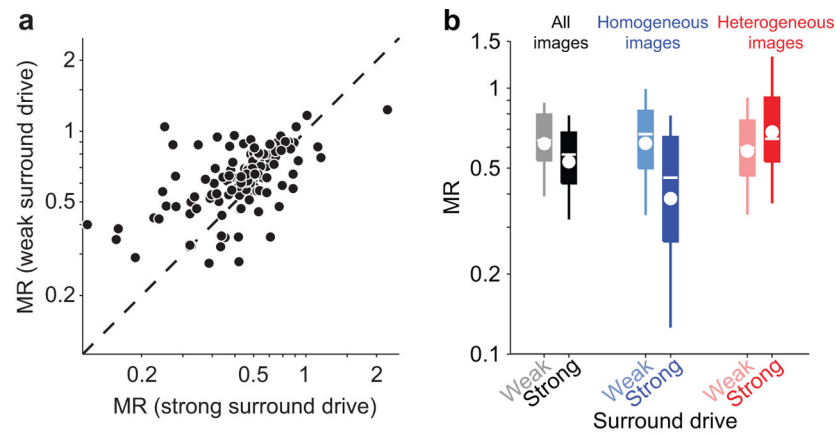 a
MR (weak surround drive)
2
1
0.5
0.2
0.2
0.5
1
2
MR (strong surround drive)
b
All
images
Homogeneous
images
Heterogeneous
images
MR
1.5
1
0.5
0.2
0.1
Weak
Strong
Weak
Strong
Weak
Strong
Surround drive